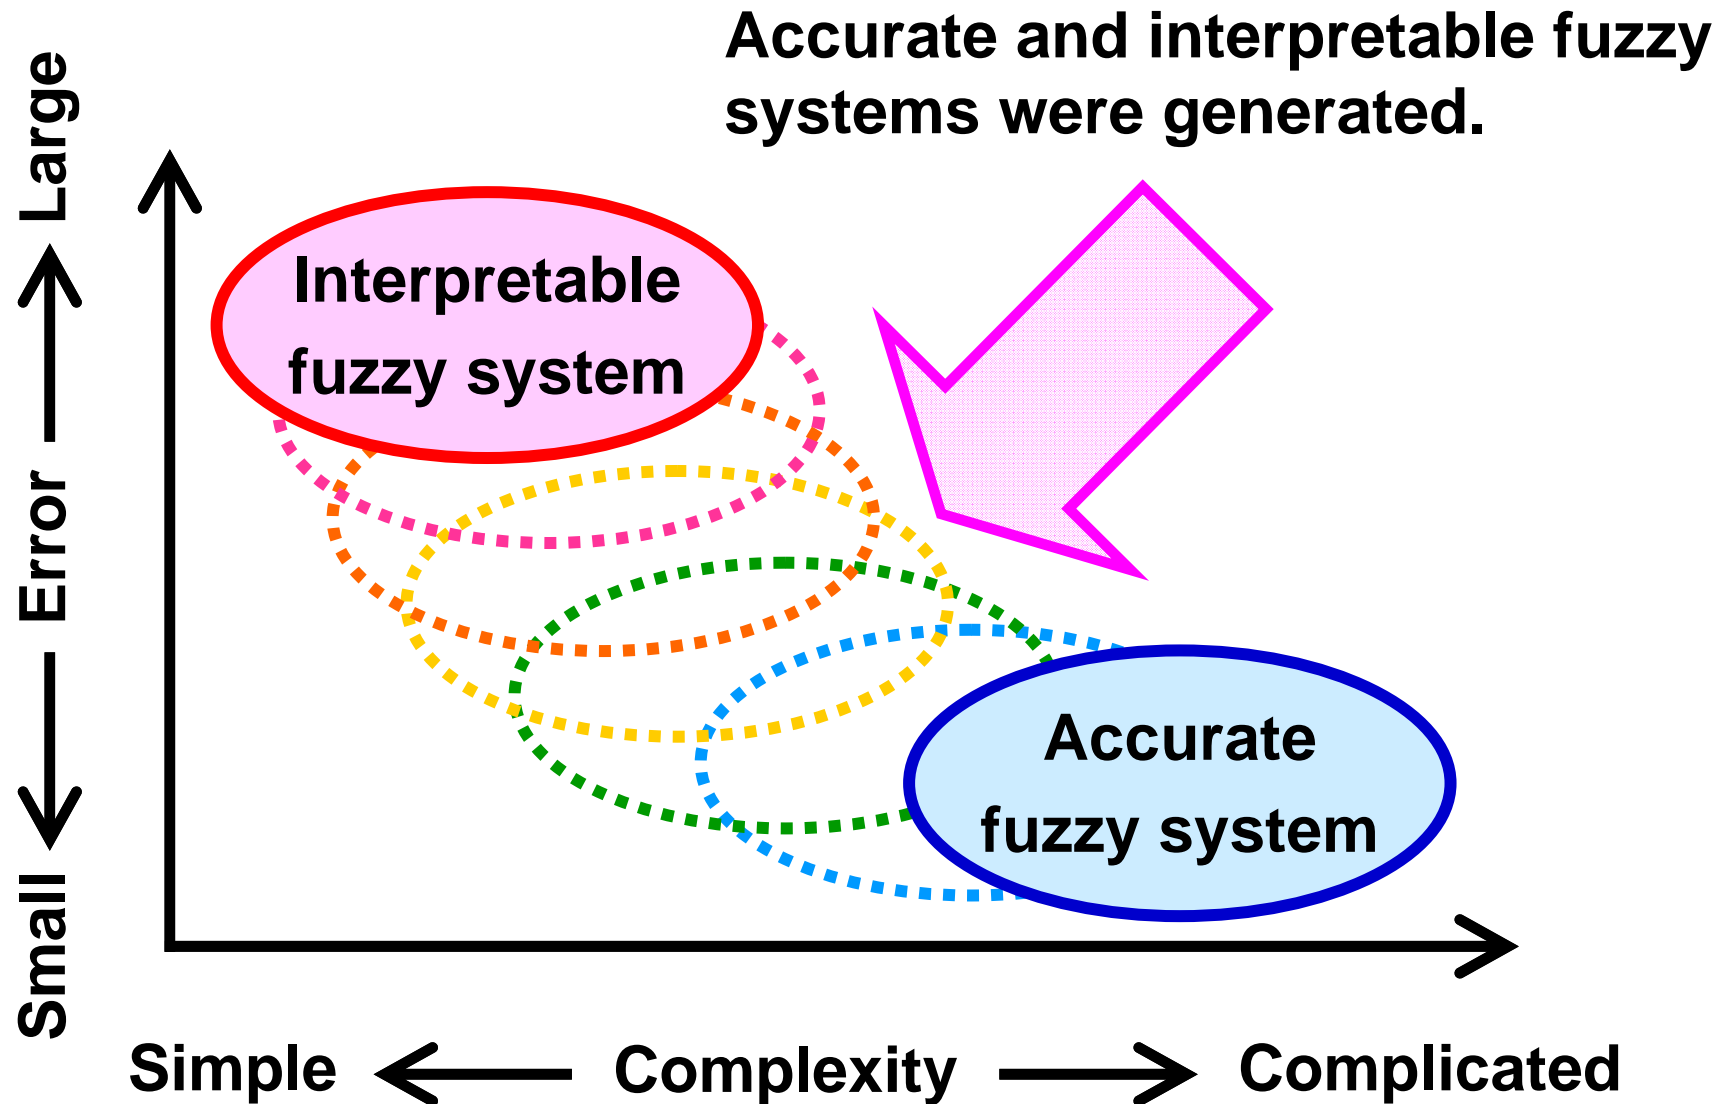 Accurate and interpretable fuzzy
systems were generated.
Large
Error
Small
Interpretable
fuzzy system
Accurate
fuzzy system
Simple
Complexity
Complicated